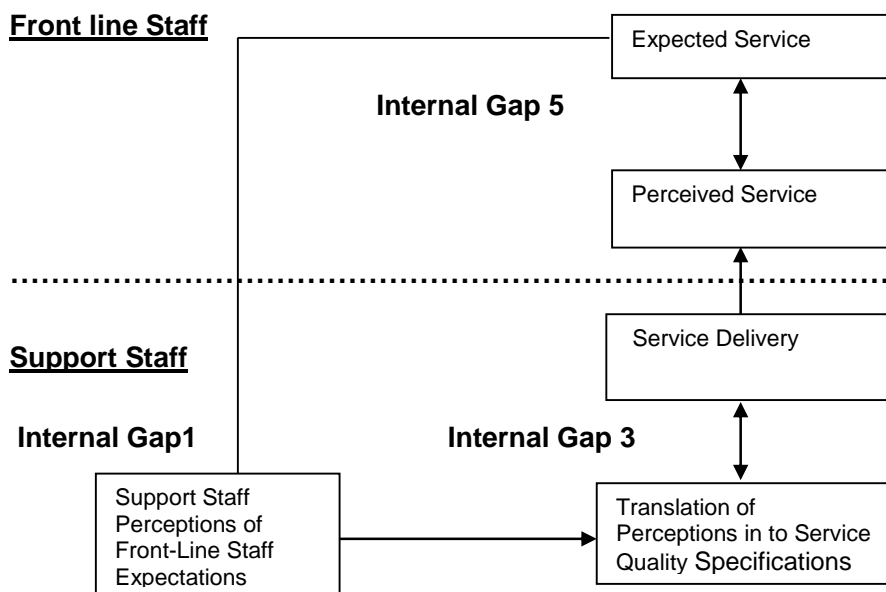 Front line Staff
Expected Service
Internal Gap 5
Perceived Service
Service Delivery
Support Staff
Internal Gap1
Internal Gap 3
Support Staff
Perceptions of
Front-Line Staff
Expectations
Translation of
Perceptions in to Service
Quality Specifications